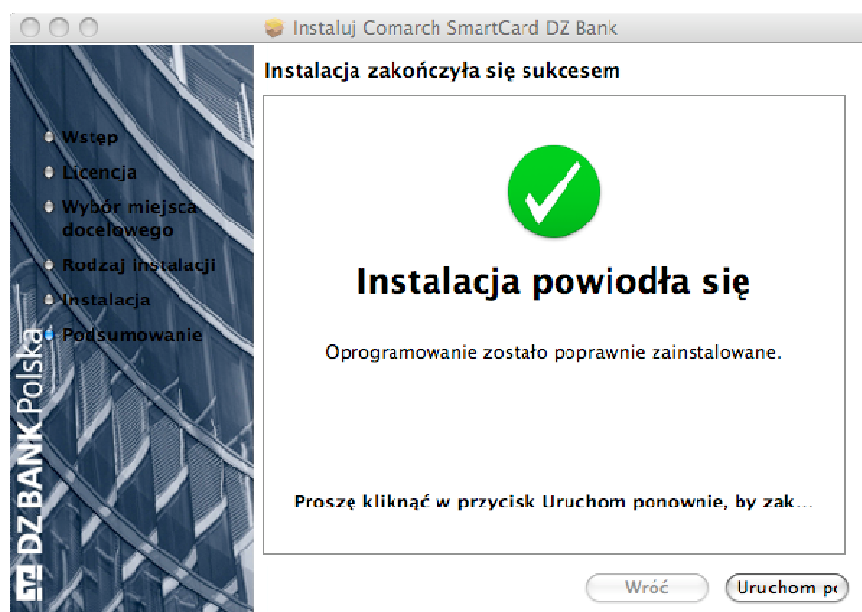 Instaluj Comarch SmartCard DZ Bank
Instalacja zakończyła się sukcesem
Wstęp
Licencja
Wybór miejsca
docelowego
Rodzaj instalacji
Instalacja
Podsumowanie
DZ BANK Polska
Instalacja powiodła się
Oprogramowanie zostało poprawnie zainstalowane.
Proszę kliknąć w przycisk Uruchom ponownie, by zak...
Wróć
Uruchom po